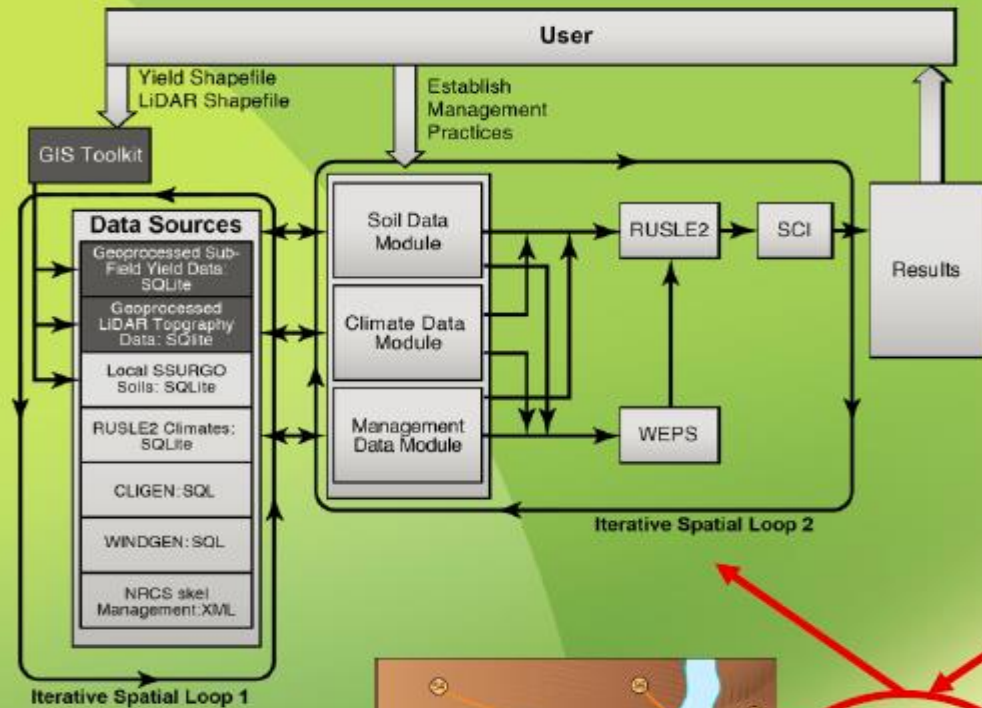 User
Yield Shapefile
LiDAR Shapefile
Establish
Management
Practices
GIS Toolkit
Data Sources
Geoprocessed Sub-
Field Yield Data:
SQLite
Geoprocessed
LiDAR Topgraphy
Data: SQlite
Local SSURGO
Soils: SQLite
RUSLE2 Climates:
SQLite
CLIGEN: SQL
WINDGEN: SQL
NRCS skel
Management:XML
Iterative Spatial Loop 1
Soil Data
Module
Climate Data
Module
Management
Data Module
RUSLE2
SCI
WEPS
Results
Iterative Spatial Loop 2